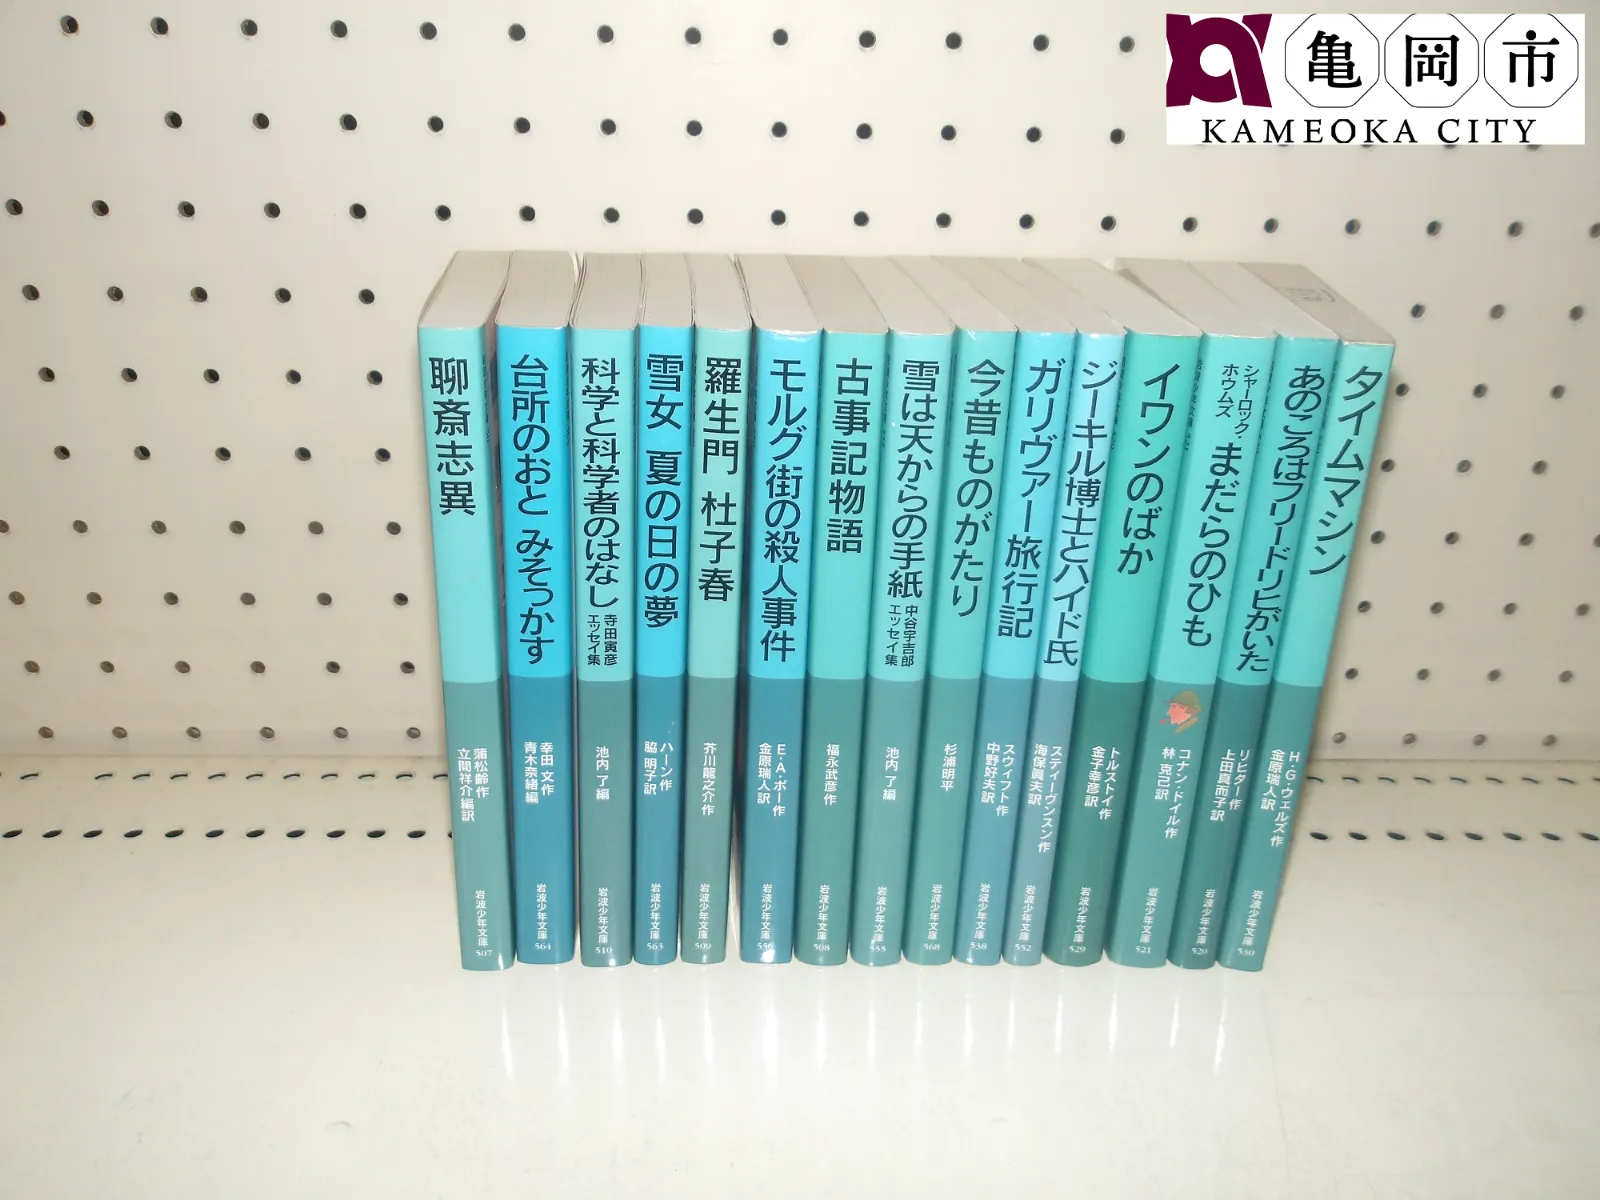 亀岡市
KAMEOKA CITY
聊斎志異
蒲松齢作
立間祥介編訳
岩波少年文庫
507
台所のおと みそっかす
幸田 文作
青木奈緒編
岩波少年文庫
564
科学と科学者のはなし
寺田寅彦
エッセイ集
池内 了編
岩波少年文庫
510
雪女 夏の日の夢
ハーン作
脇 明子訳
岩波少年文庫
563
羅生門 杜子春
芥川龍之介作
岩波少年文庫
509
モルグ街の殺人事件
E・A・ポー作
金原瑞人訳
岩波少年文庫
556
古事記物語
福永武彦作
岩波少年文庫
508
雪は天からの手紙
中谷宇吉郎
エッセイ集
池内 了編
岩波少年文庫
555
今昔ものがたり
杉浦明平
岩波少年文庫
568
ガリヴァー旅行記
スウィフト作
中野好夫訳
岩波少年文庫
538
ジーキル博士とハイド氏
スティーヴンスン作
海保眞夫訳
岩波少年文庫
552
イワンのばか
トルストイ作
金子幸彦訳
岩波少年文庫
529
シャーロック・
ホウムズ
まだらのひも
コナン・ドイル作
林 克己訳
岩波少年文庫
521
あのころはフリードリヒがいた
リヒター作
上田真而子訳
岩波少年文庫
520
タイムマシン
H・G・ウェルズ作
金原瑞人訳
岩波少年文庫
530